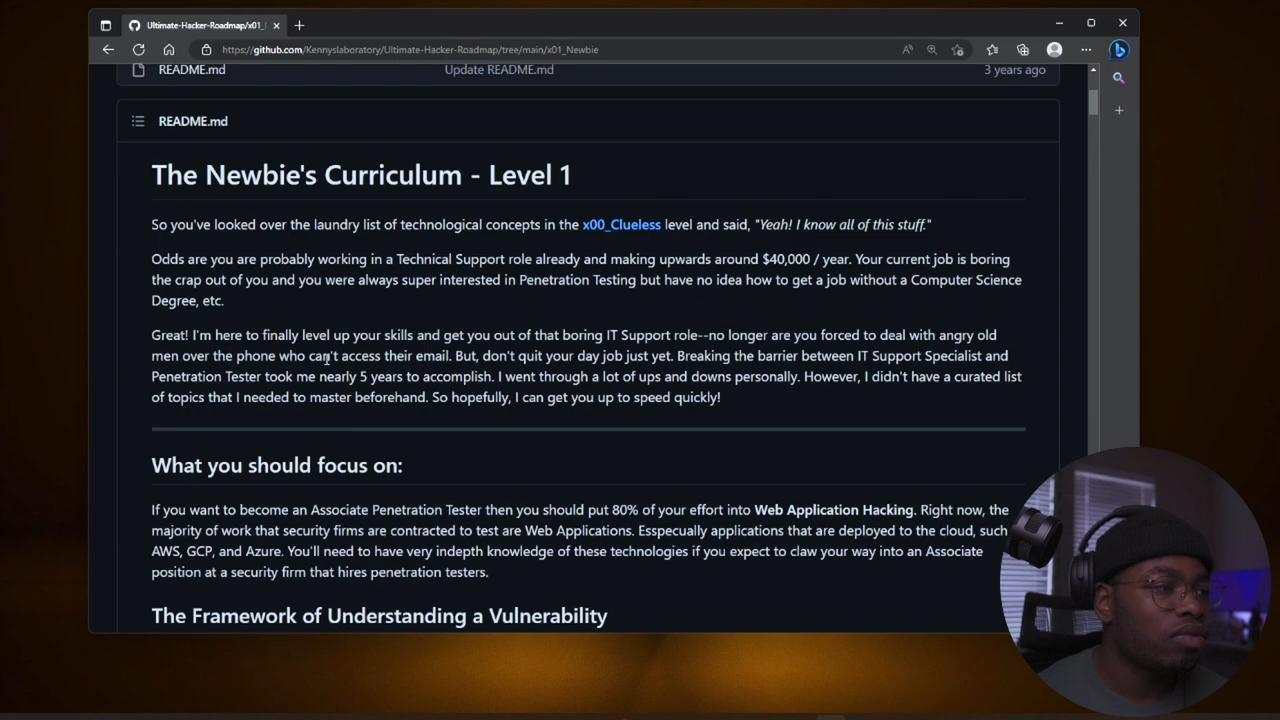 Ultimate-Hacker-Roadmap/x01_
https://github.com/Kennyslaboratory/Ultimate-Hacker-Roadmap/tree/main/x01_Newbie
README.md Update README.md 3 years ago
README.md
The Newbie's Curriculum - Level 1
So you've looked over the laundry list of technological concepts in the x00_Clueless level and said, "Yeah! I know all of this stuff."
Odds are you are probably working in a Technical Support role already and making upwards around $40,000 / year. Your current job is boring
the crap out of you and you were always super interested in Penetration Testing but have no idea how to get a job without a Computer Science
Degree, etc.
Great! I'm here to finally level up your skills and get you out of that boring IT Support role--no longer are you forced to deal with angry old
men over the phone who can't access their email. But, don't quit your day job just yet. Breaking the barrier between IT Support Specialist and
Penetration Tester took me nearly 5 years to accomplish. I went through a lot of ups and downs personally. However, I didn't have a curated list
of topics that I needed to master beforehand. So hopefully, I can get you up to speed quickly!
What you should focus on:
If you want to become an Associate Penetration Tester then you should put 80% of your effort into Web Application Hacking. Right now, the
majority of work that security firms are contracted to test are Web Applications. Esspecually applications that are deployed to the cloud, such
AWS, GCP, and Azure. You'll need to have very indepth knowledge of these technologies if you expect to claw your way into an Associate
position at a security firm that hires penetration testers.
The Framework of Understanding a Vulnerability